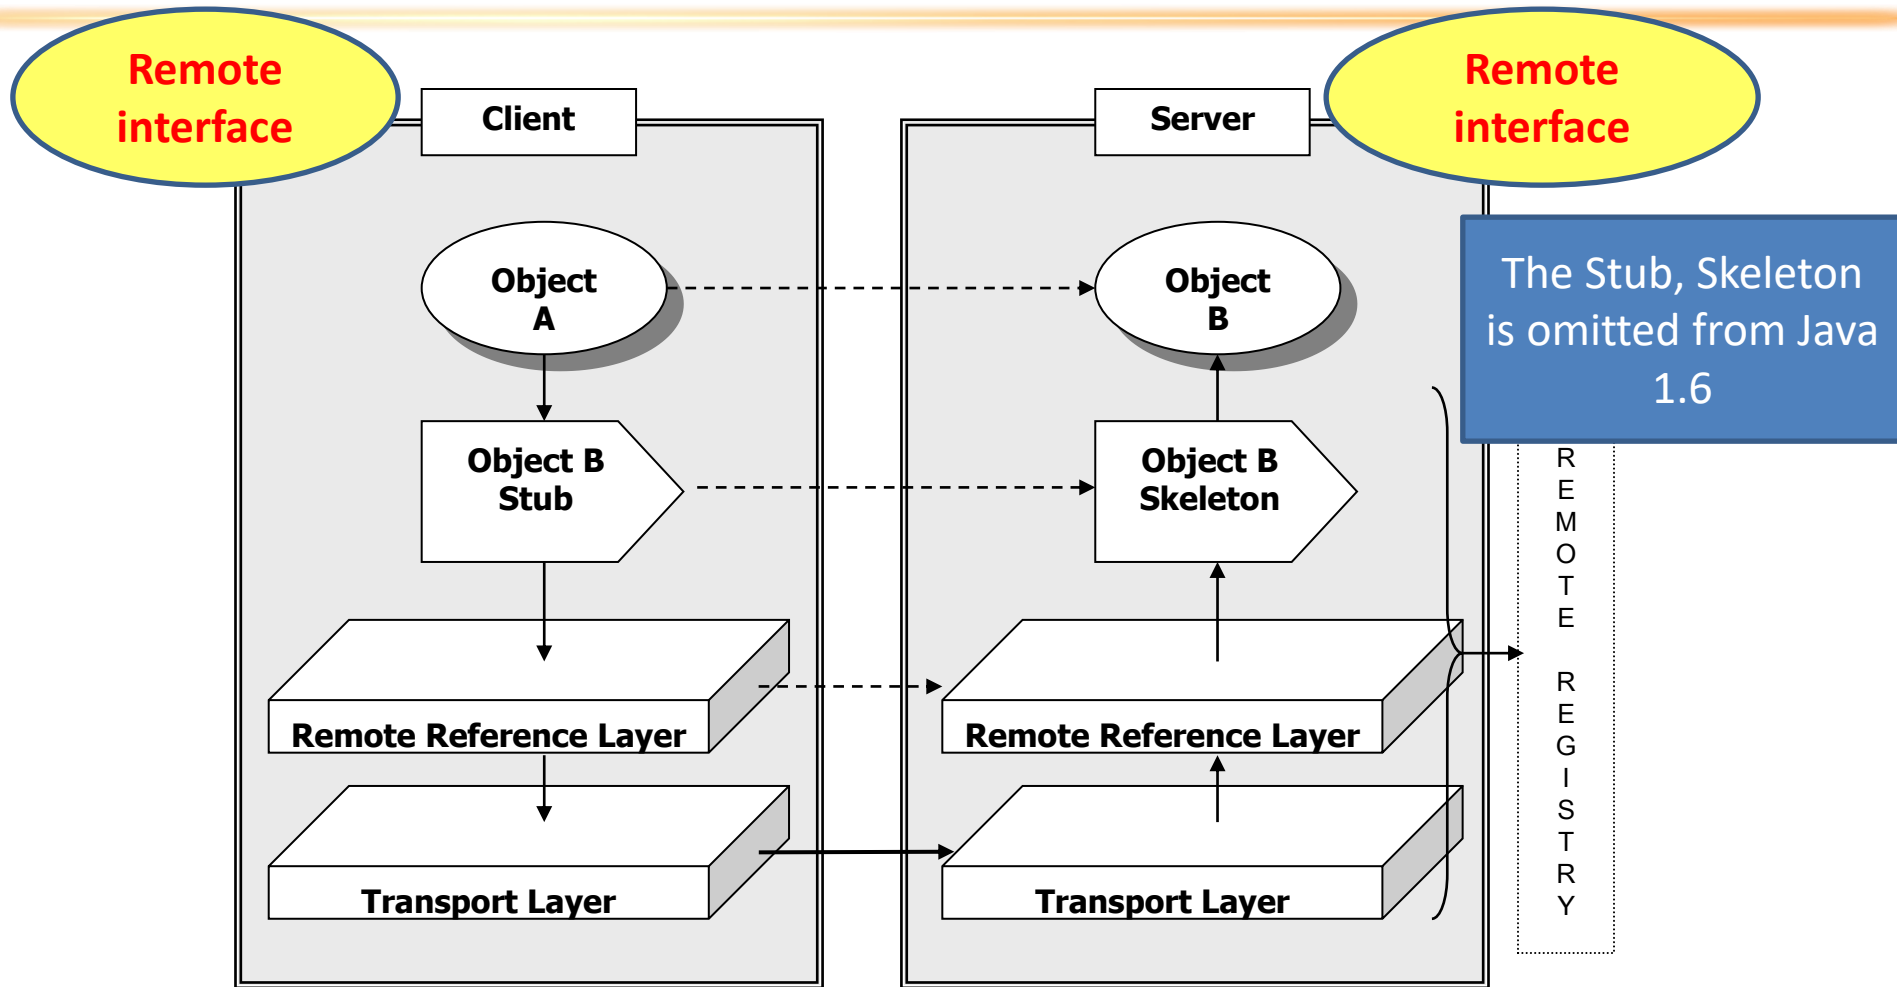 Remote
interface
Remote
interface
Client
Server
The Stub, Skeleton
is omitted from Java
1.6
Object
A
Object
B
Object B
Stub
Object B
Skeleton
Remote Reference Layer
Remote Reference Layer
Transport Layer
Transport Layer
R
E
M
O
T
E
R
E
G
I
S
T
R
Y